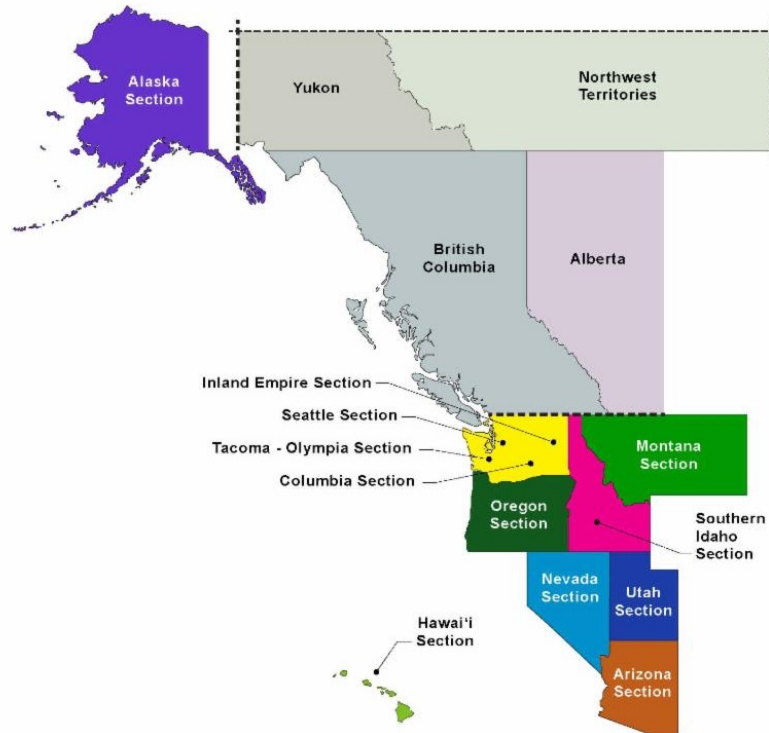 Alaska
Section
Yukon
Northwest
Territories
British
Columbia
Alberta
Inland Empire Section
Seattle Section
Tacoma - Olympia Section
Columbia Section
Montana
Section
Oregon
Section
Southern
Idaho
Section
Nevada
Section
Utah
Section
Hawai‘i
Section
Arizona
Section